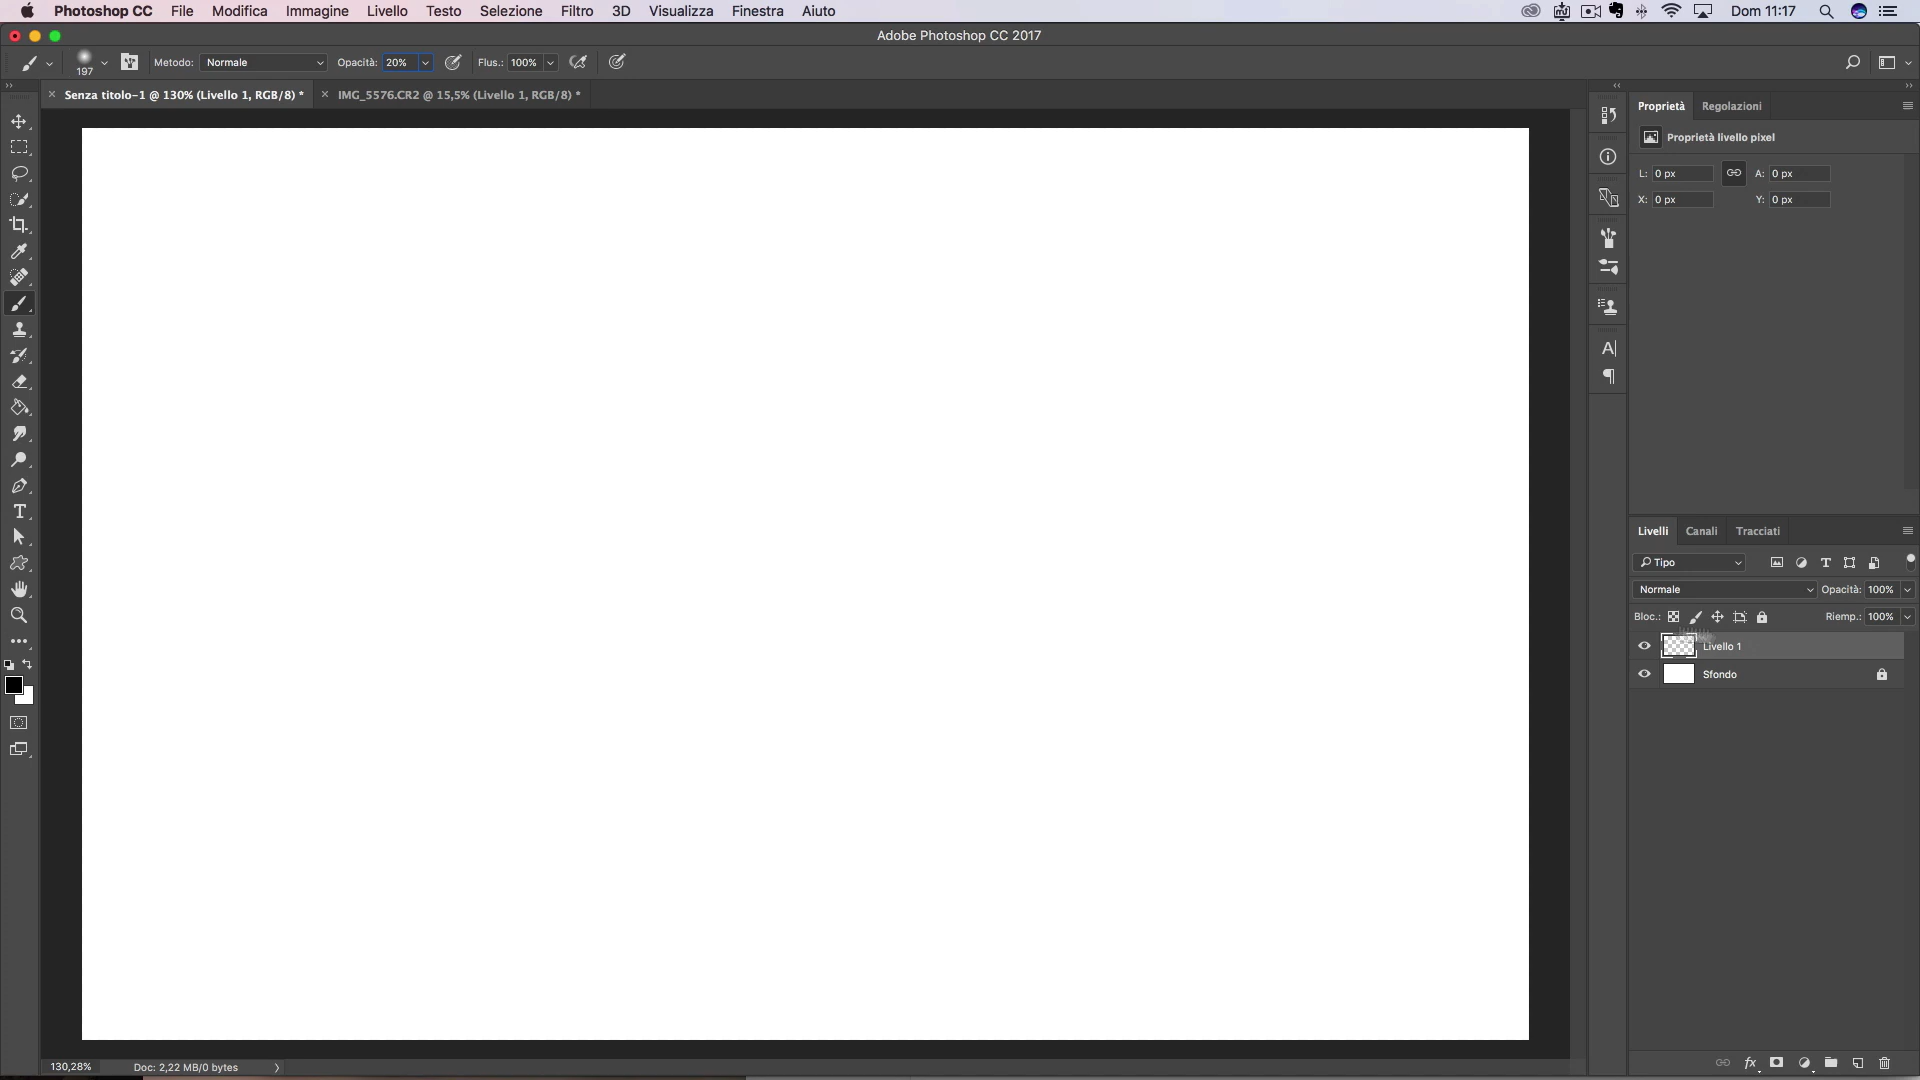 Photoshop CC File Modifica Immagine Livello Testo Selezione Filtro 3D Visualizza Finestra Aiuto Dom 11:17
Adobe Photoshop CC 2017
197 Metodo: Normale Opacità: 20% Flus.: 100%
Senza titolo-1 @ 130% (Livello 1, RGB/8) * IMG_5576.CR2 @ 15,5% (Livello 1, RGB/8) *
Proprietà Regolazioni
Proprietà livello pixel
L: 0 px A: 0 px
X: 0 px Y: 0 px
Livelli Canali Tracciati
Tipo
Normale Opacità: 100%
Bloc.: Riemp.: 100%
Livello 1
Sfondo
130,28% Doc: 2,22 MB/0 bytes